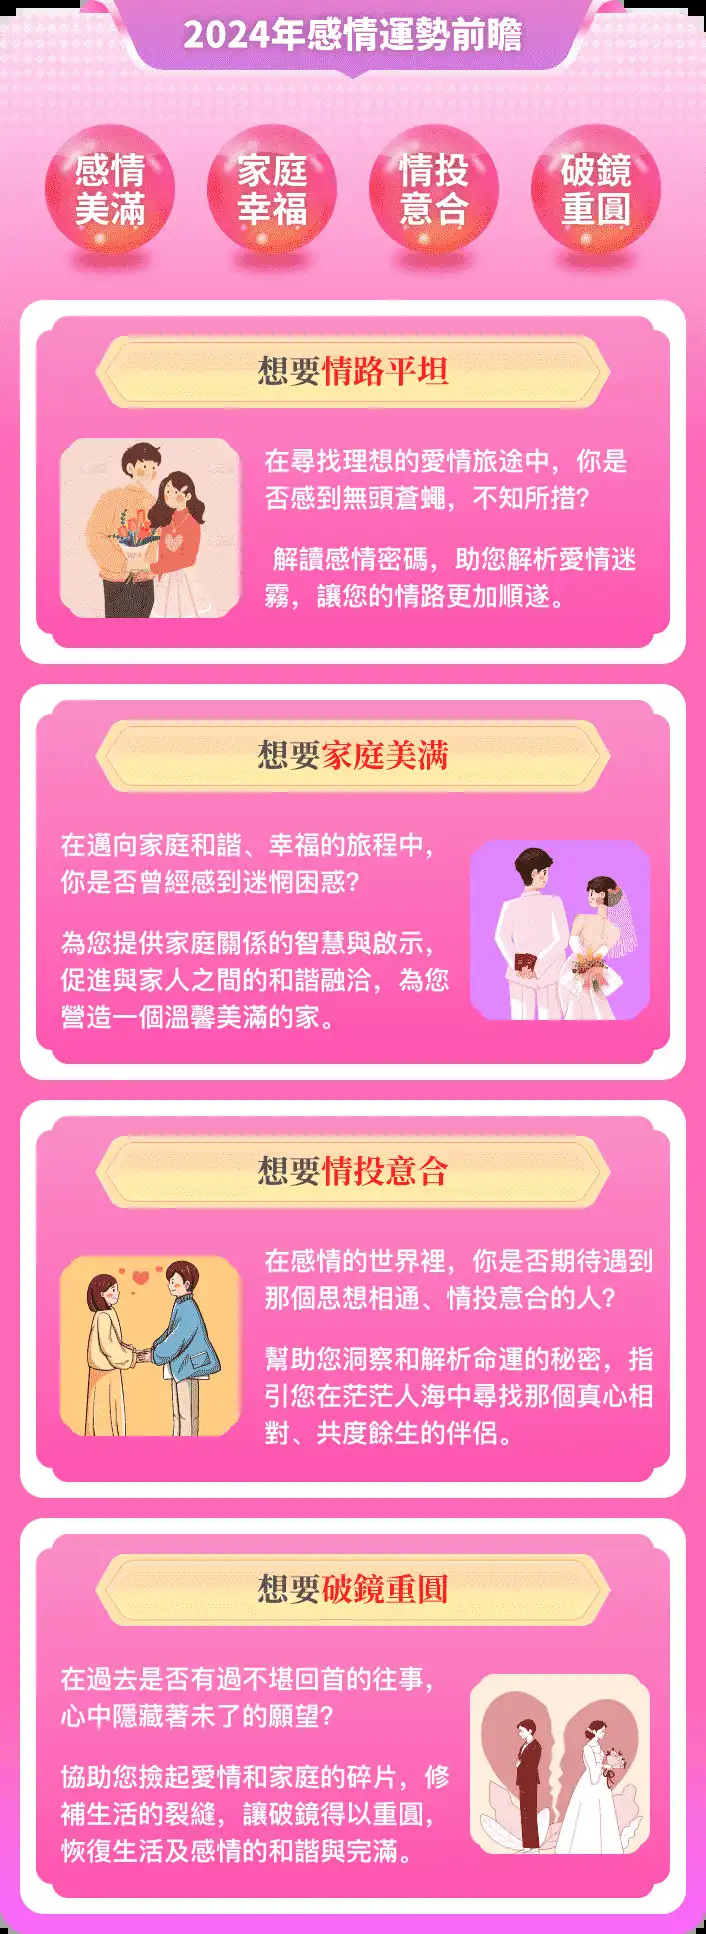 2024年感情運勢前瞻
感情
美滿
家庭
幸福
情投
意合
破鏡
重圓
想要情路平坦
在尋找理想的愛情旅途中，你是
否感到無頭蒼蠅，不知所措？
解讀感情密碼，助您解析愛情迷
霧，讓您的情路更加順遂。
想要家庭美满
在邁向家庭和諧、幸福的旅程中，
你是否曾經感到迷惘困惑？
為您提供家庭關係的智慧與啟示，
促進與家人之間的和諧融洽，為您
營造一個溫馨美滿的家。
想要情投意合
在感情的世界裡，你是否期待遇到
那個思想相通、情投意合的人？
幫助您洞察和解析命運的秘密，指
引您在茫茫人海中尋找那個真心相
對、共度餘生的伴侶。
想要破鏡重圓
在過去是否有過不堪回首的往事，
心中隱藏著未了的願望？
協助您撿起愛情和家庭的碎片，修
補生活的裂縫，讓破鏡得以重圓，
恢復生活及感情的和諧與完滿。